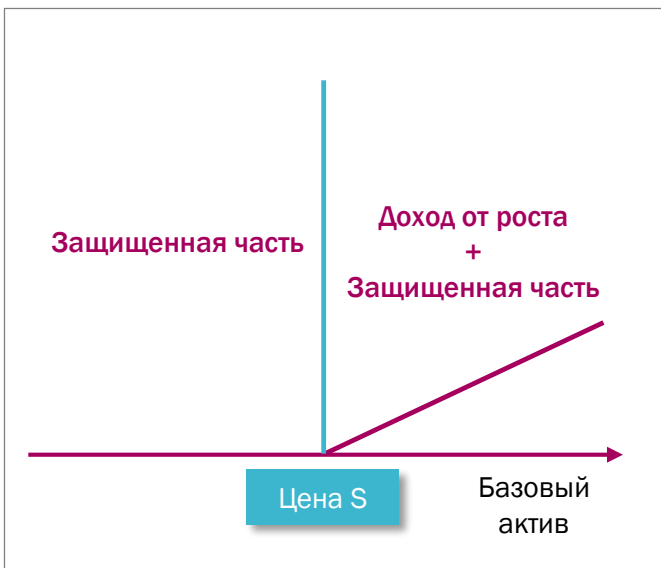 Защищенная часть
Доход от роста
+
Защищенная часть
Цена S
Базовый
актив